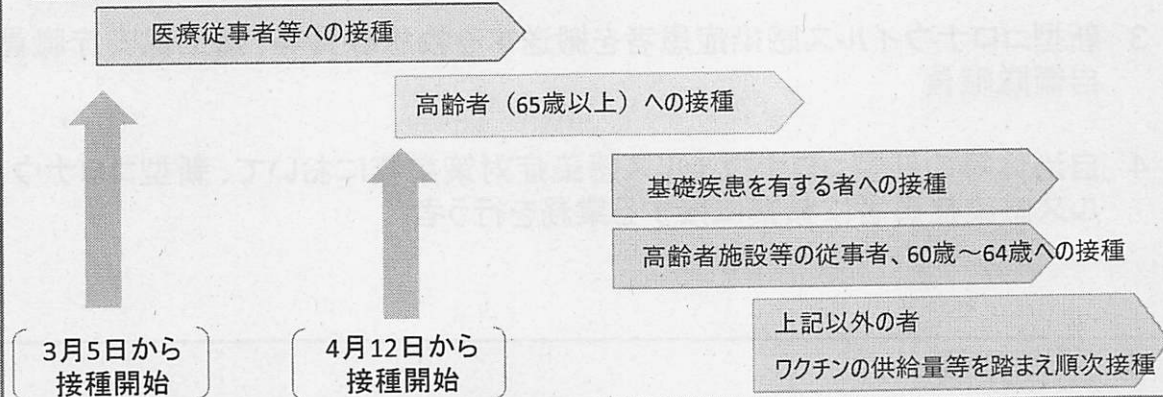 医療従事者等への接種
高齢者（65歳以上）への接種
基礎疾患を有する者への接種
高齢者施設等の従事者、60歳～64歳への接種
上記以外の者
ワクチンの供給量等を踏まえ順次接種
3月5日から
接種開始
4月12日から
接種開始